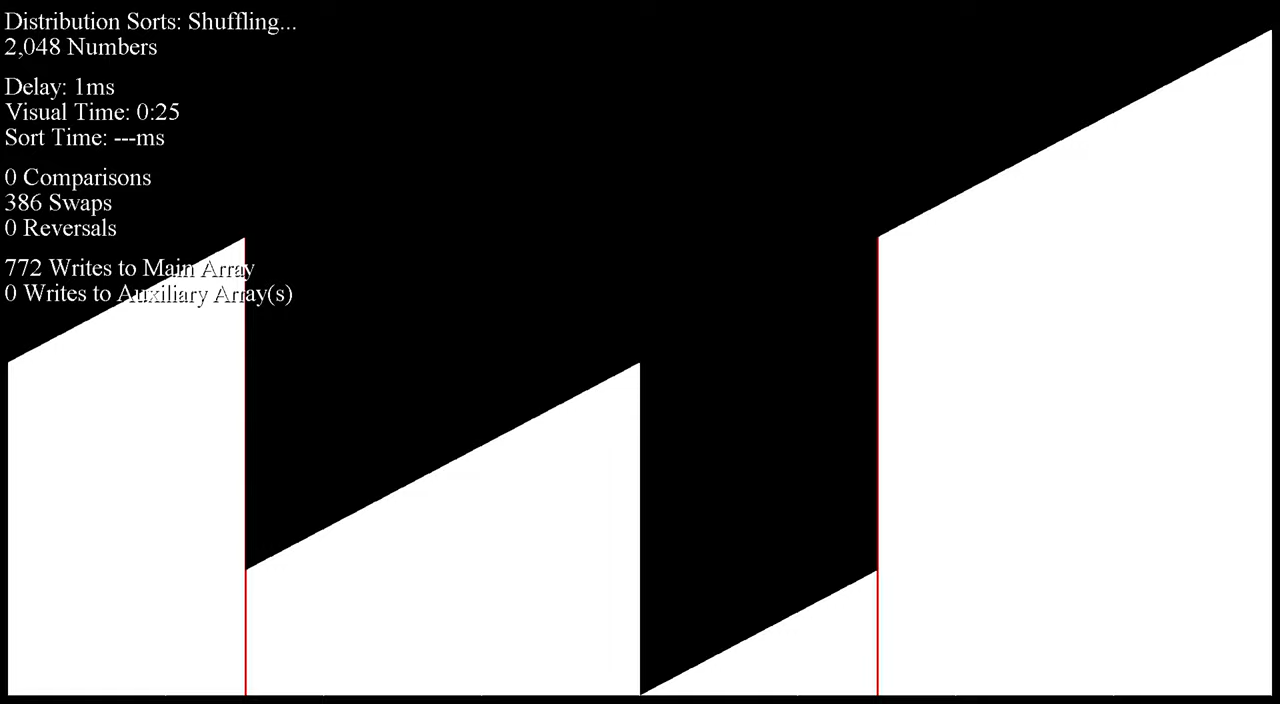 Distribution Sorts: Shuffling...
2,048 Numbers
Delay: 1ms
Visual Time: 0:25
Sort Time: ---ms
0 Comparisons
386 Swaps
0 Reversals
772 Writes to Main Array
0 Writes to Auxiliary Array(s)